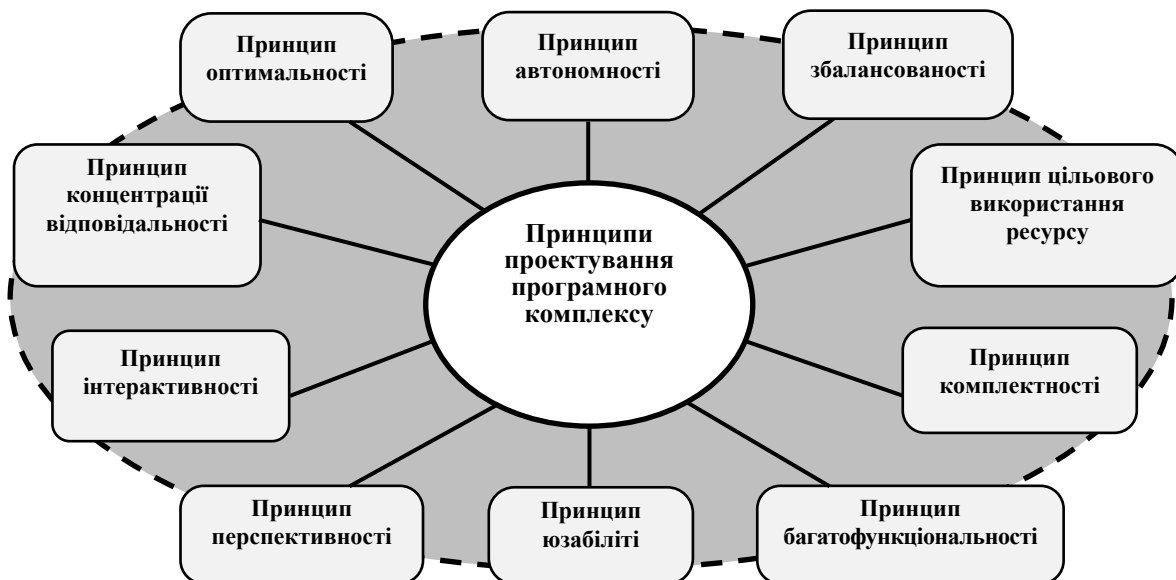 Принцип
оптимальності
Принцип
автономності
Принцип
збалансованості
Принцип
концентрації
відповідальності
Принцип цільового
використання
ресурсу
Принципи
проектування
програмного
комплексу
Принцип
інтерактивності
Принцип
комплектності
Принцип
перспективності
Принцип
юзабіліті
Принцип
багатофункціональності